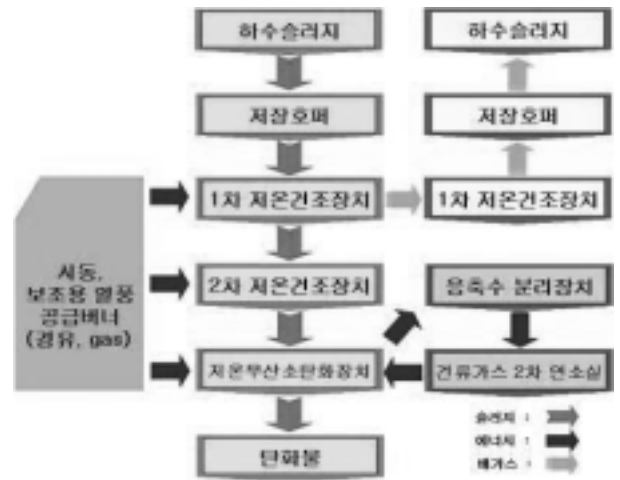 하수슬러지
하수슬러지
저장호퍼
저장호퍼
1차 저온건조장치
1차 저온건조장치
시동,
보조용 열풍
공급버너
(경유, gas)
2차 저온건조장치
응축수 분리장치
저온무산소탄화장치
건류가스 2차 연소실
탄화물
슬러지 :
에너지 :
배가스 :